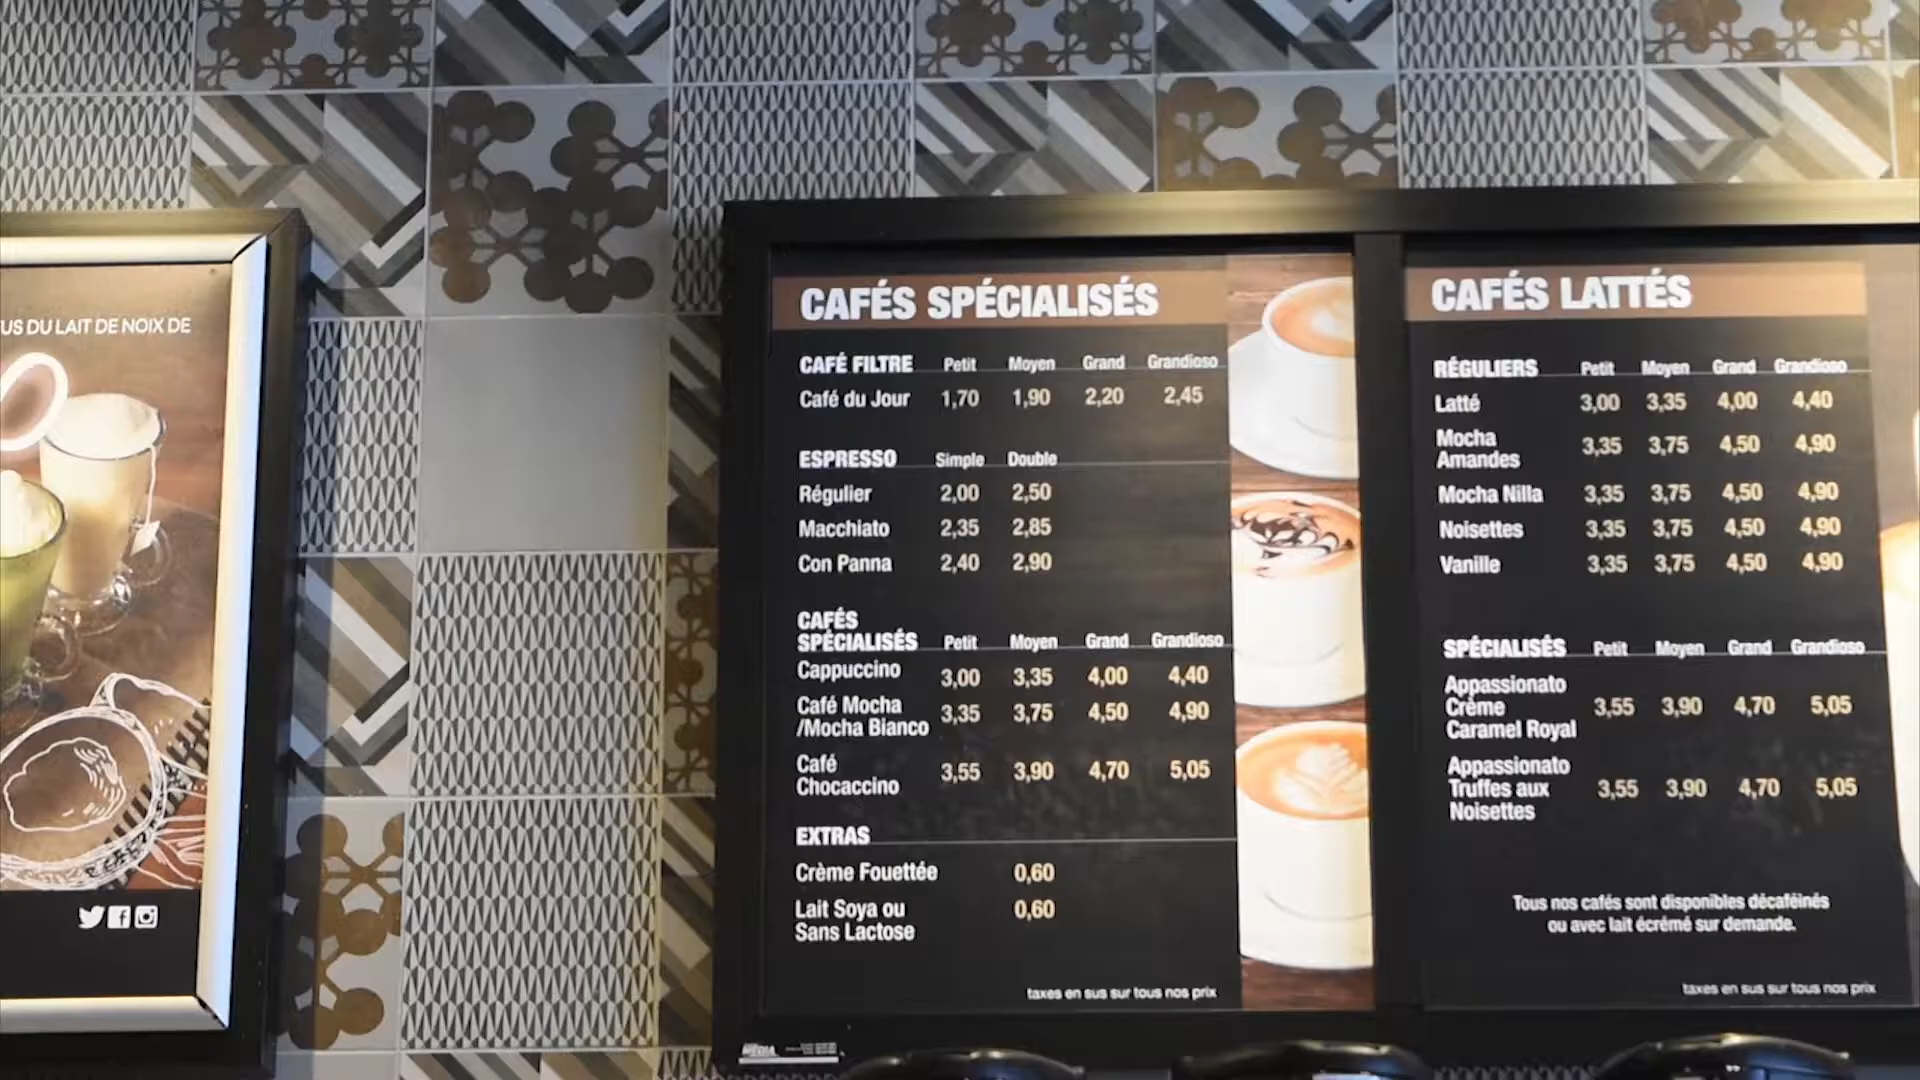 US DU LAIT DE NOIX DE
CAFÉS SPÉCIALISÉS
CAFÉ FILTRE Petit Moyen Grand Grandioso
Café du Jour 1,70 1,90 2,20 2,45
ESPRESSO Simple Double
Régulier 2,00 2,50
Macchiato 2,35 2,85
Con Panna 2,40 2,90
CAFÉS
SPÉCIALISÉS Petit Moyen Grand Grandioso
Cappuccino 3,00 3,35 4,00 4,40
Café Mocha
/Mocha Bianco 3,35 3,75 4,50 4,90
Café
Chocaccino 3,55 3,90 4,70 5,05
EXTRAS
Crème Fouettée 0,60
Lait Soya ou 0,60
Sans Lactose
taxes en sus sur tous nos prix
MÉDIA
CAFÉS LATTÉS
RÉGULIERS Petit Moyen Grand Grandioso
Latté 3,00 3,35 4,00 4,40
Mocha
Amandes 3,35 3,75 4,50 4,90
Mocha Nilla 3,35 3,75 4,50 4,90
Noisettes 3,35 3,75 4,50 4,90
Vanille 3,35 3,75 4,50 4,90
SPÉCIALISÉS Petit Moyen Grand Grandioso
Appassionato
Crème 3,55 3,90 4,70 5,05
Caramel Royal
Appassionato
Truffes aux 3,55 3,90 4,70 5,05
Noisettes
Tous nos cafés sont disponibles décaféinés
ou avec lait écrémé sur demande.
taxes en sus sur tous nos prix